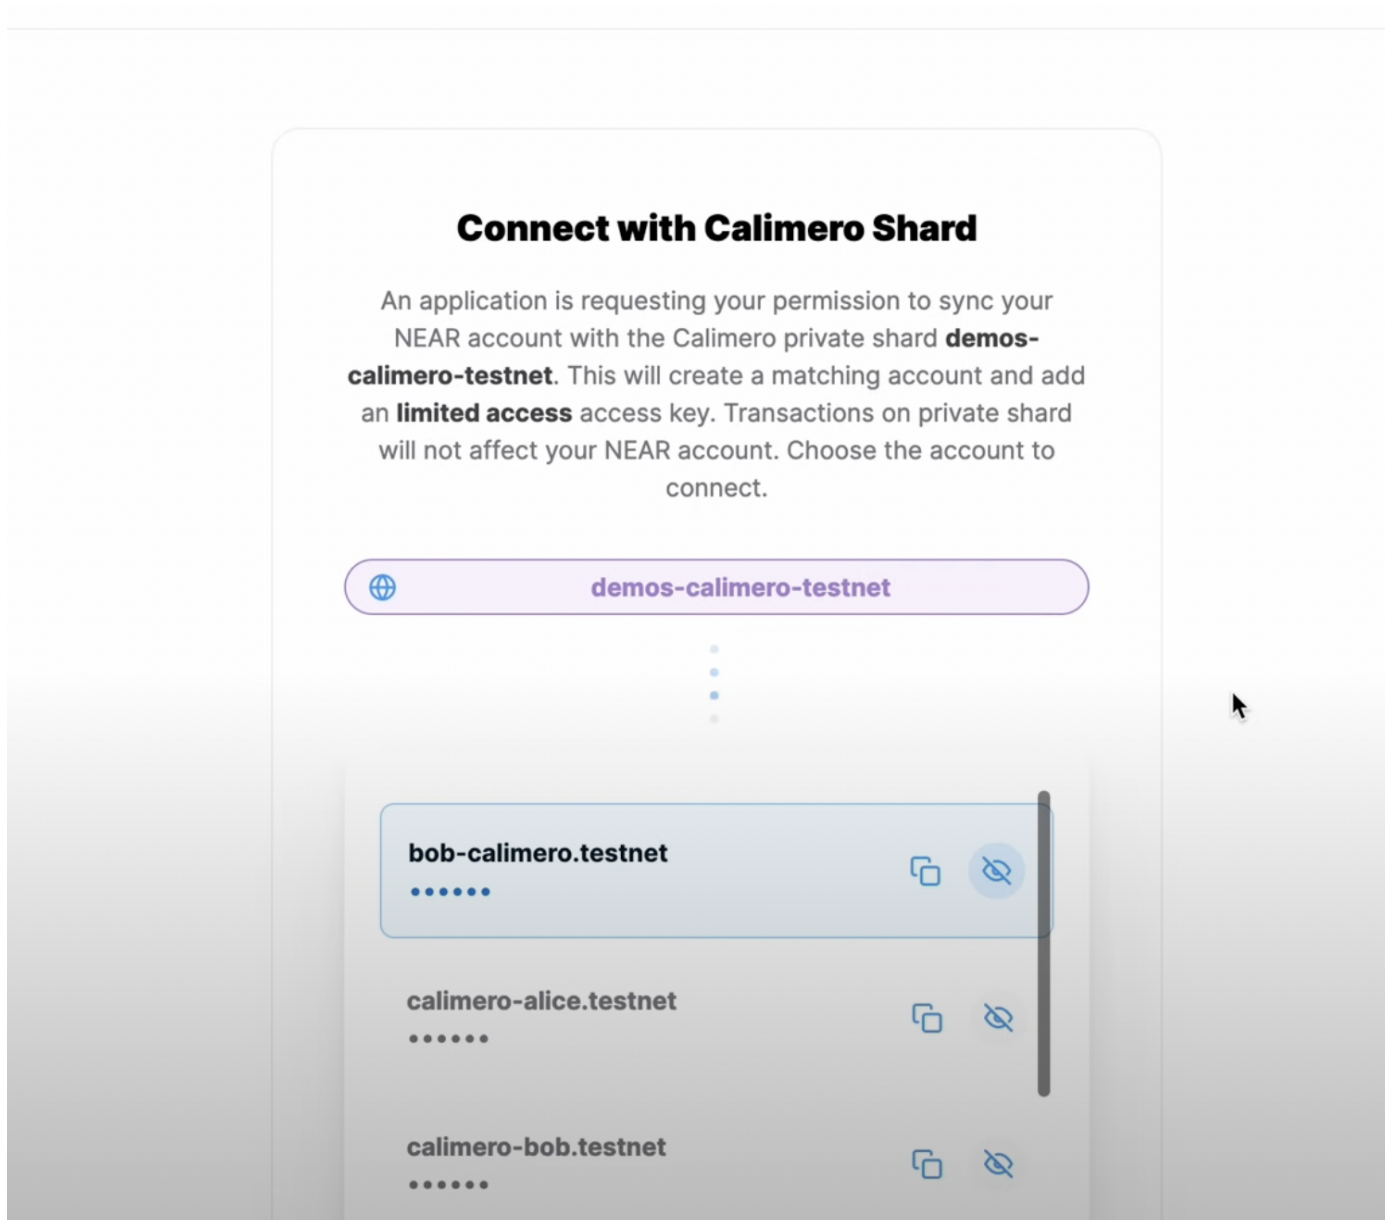 Connect with Calimero Shard
An application is requesting your permission to sync your
NEAR account with the Calimero private shard demos-
calimero-testnet. This will create a matching account and add
an limited access access key. Transactions on private shard
will not affect your NEAR account. Choose the account to
connect.
demos-calimero-testnet
bob-calimero.testnet
••••••
calimero-alice.testnet
••••••
calimero-bob.testnet
••••••